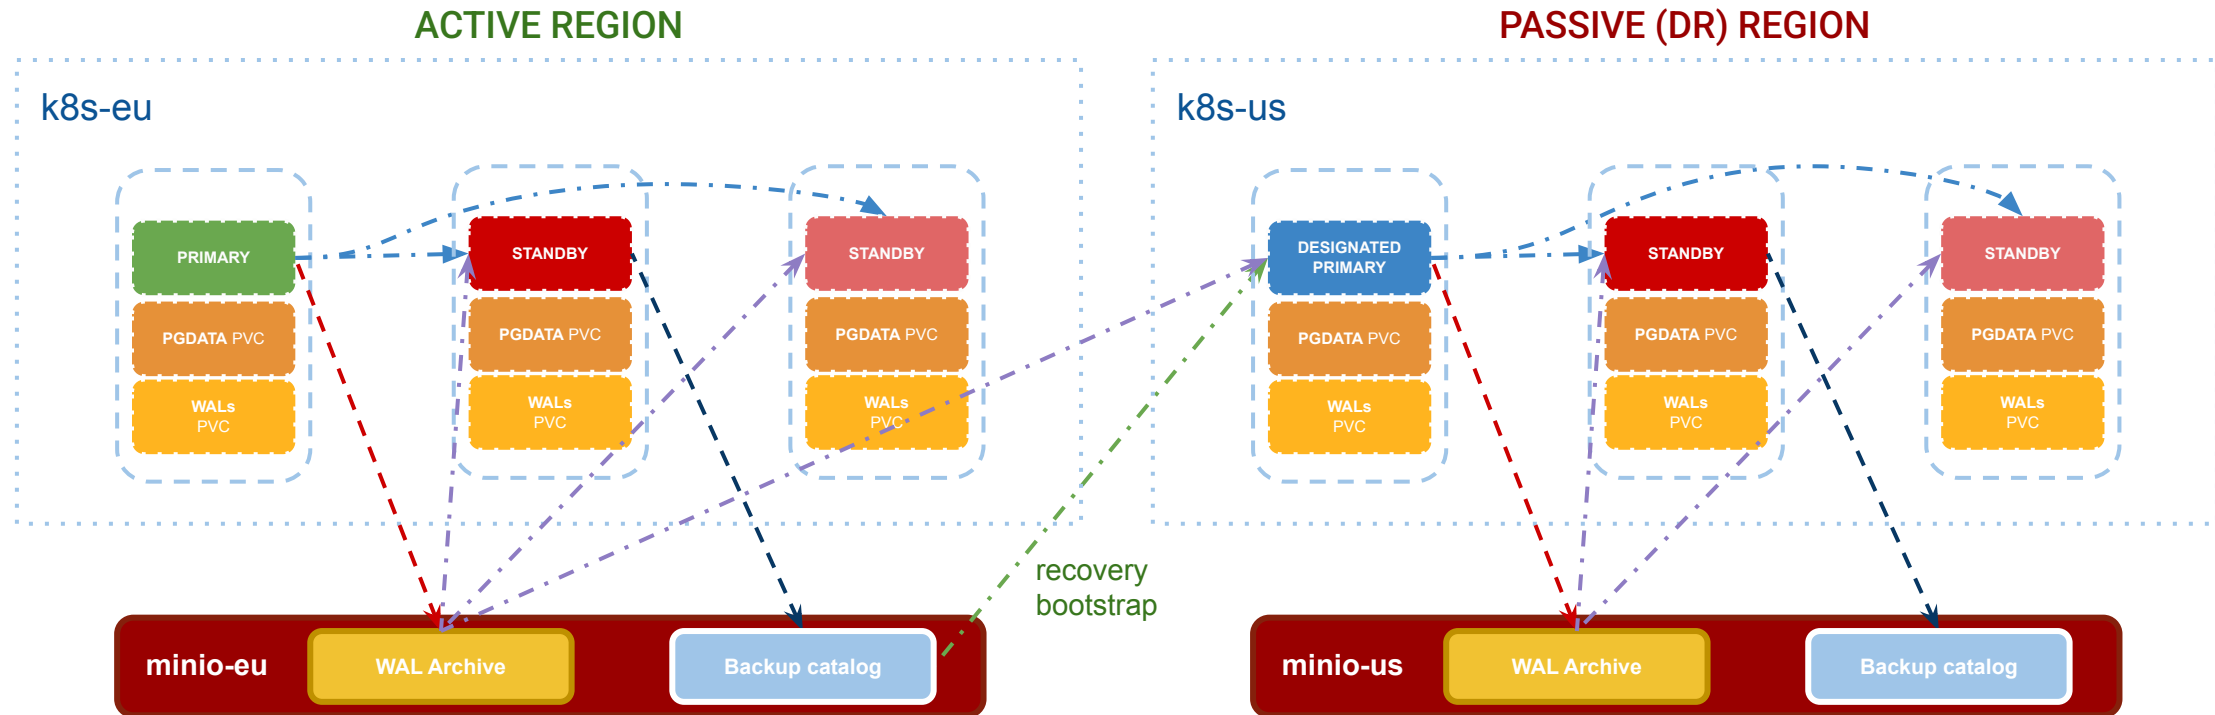 ACTIVE REGION
PASSIVE (DR) REGION
k8s-eu
PRIMARY
PGDATA PVC
WALs
PVC
STANDBY
PGDATA PVC
WALs
PVC
STANDBY
PGDATA PVC
WALs
PVC
k8s-us
DESIGNATED
PRIMARY
PGDATA PVC
WALs
PVC
STANDBY
PGDATA PVC
WALs
PVC
STANDBY
PGDATA PVC
WALs
PVC
recovery
bootstrap
minio-eu
WAL Archive
Backup catalog
minio-us
WAL Archive
Backup catalog